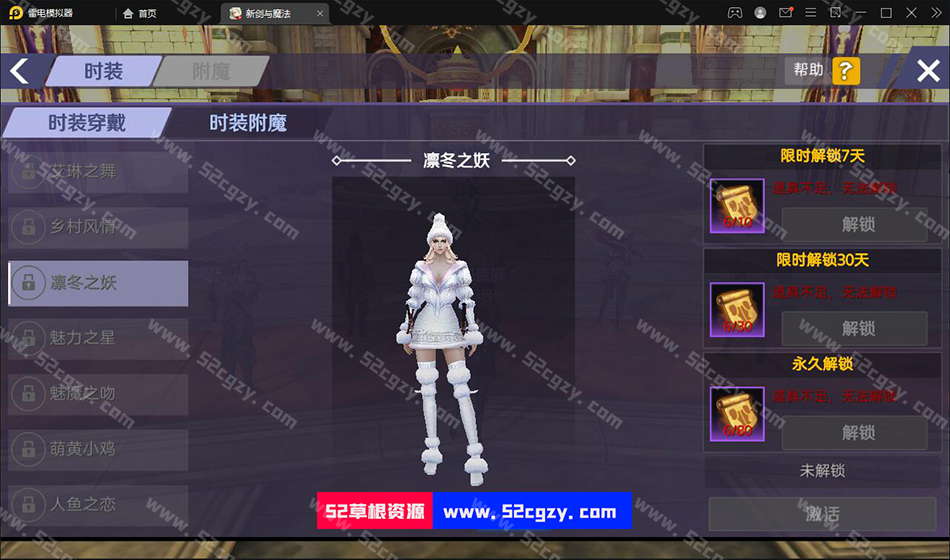 雷电模拟器
首页
新剑与魔法
时装
附魔
帮助
?
时装穿戴
时装附魔
艾琳之舞
乡村风情
凛冬之妖
魅力之星
魅魔之吻
萌黄小鸡
人鱼之恋
凛冬之妖
限时解锁7天
道具不足，无法解锁
6/10
解锁
限时解锁30天
道具不足，无法解锁
6/30
解锁
永久解锁
道具不足，无法解锁
6/80
解锁
未解锁
激活
52草根资源 www.52cgzy.com
www.52cgzy.com